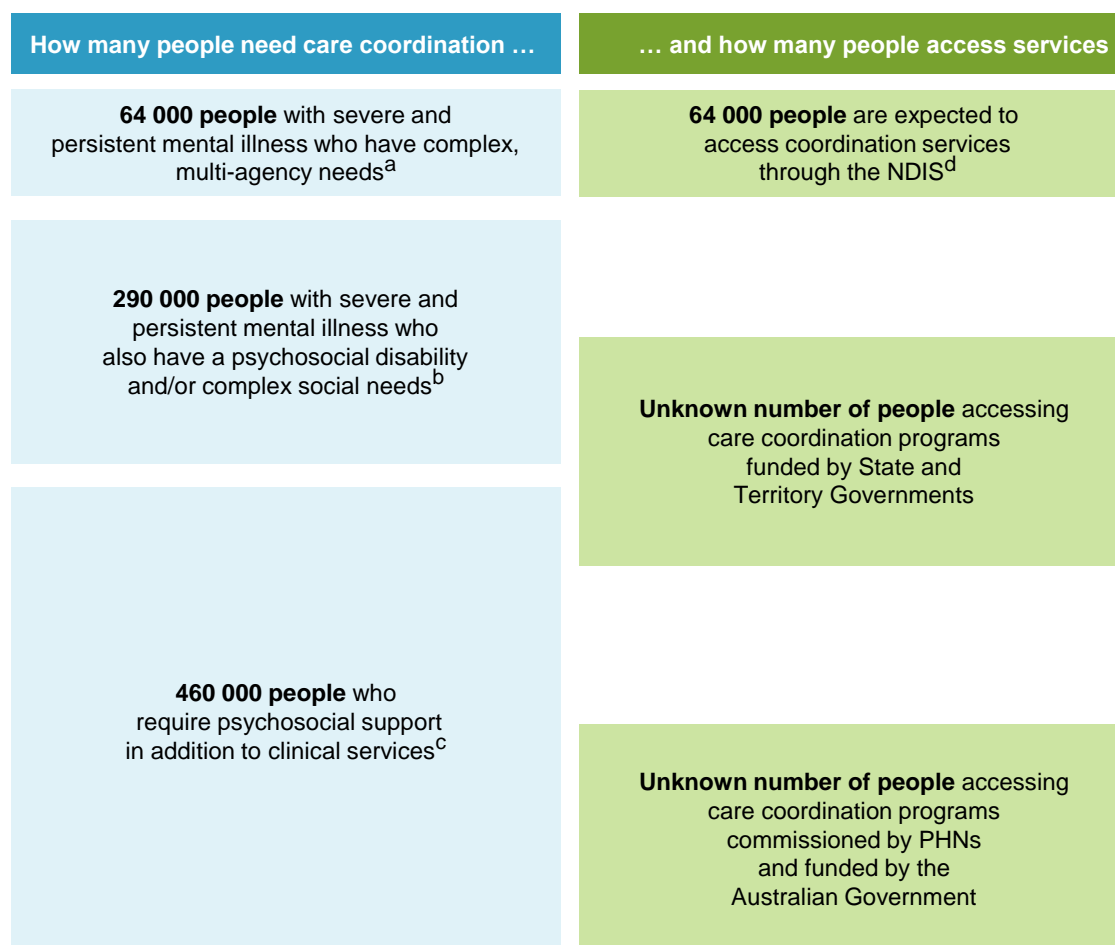 How many people need care coordination …
64 000 people with severe and
persistent mental illness who have complex,
multi-agency needsa
290 000 people with severe and
persistent mental illness who
also have a psychosocial disability
and/or complex social needsb
460 000 people who
require psychosocial support
in addition to clinical servicesc
… and how many people access services
64 000 people are expected to
access coordination services
through the NDISd
Unknown number of people accessing
care coordination programs
funded by State and
Territory Governments
Unknown number of people accessing
care coordination programs
commissioned by PHNs
and funded by the
Australian Government